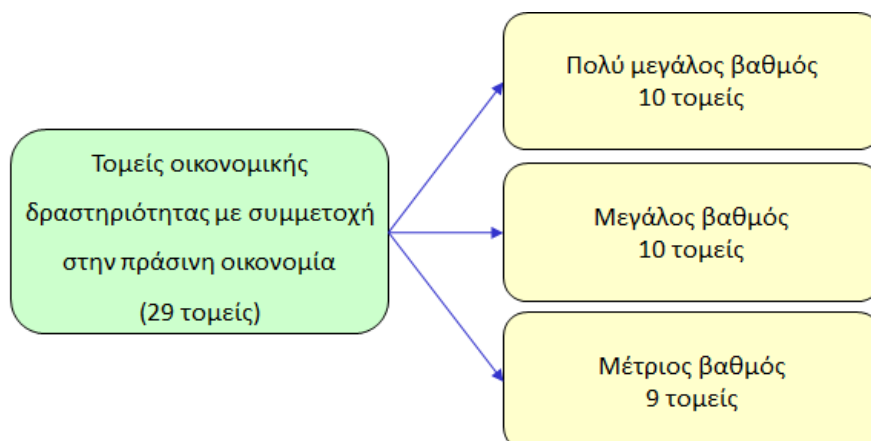 Τομείς οικονομικής
δραστηριότητας με συμμετοχή
στην πράσινη οικονομία
(29 τομείς)
Πολύ μεγάλος βαθμός
10 τομείς
Μεγάλος βαθμός
10 τομείς
Μέτριος βαθμός
9 τομείς